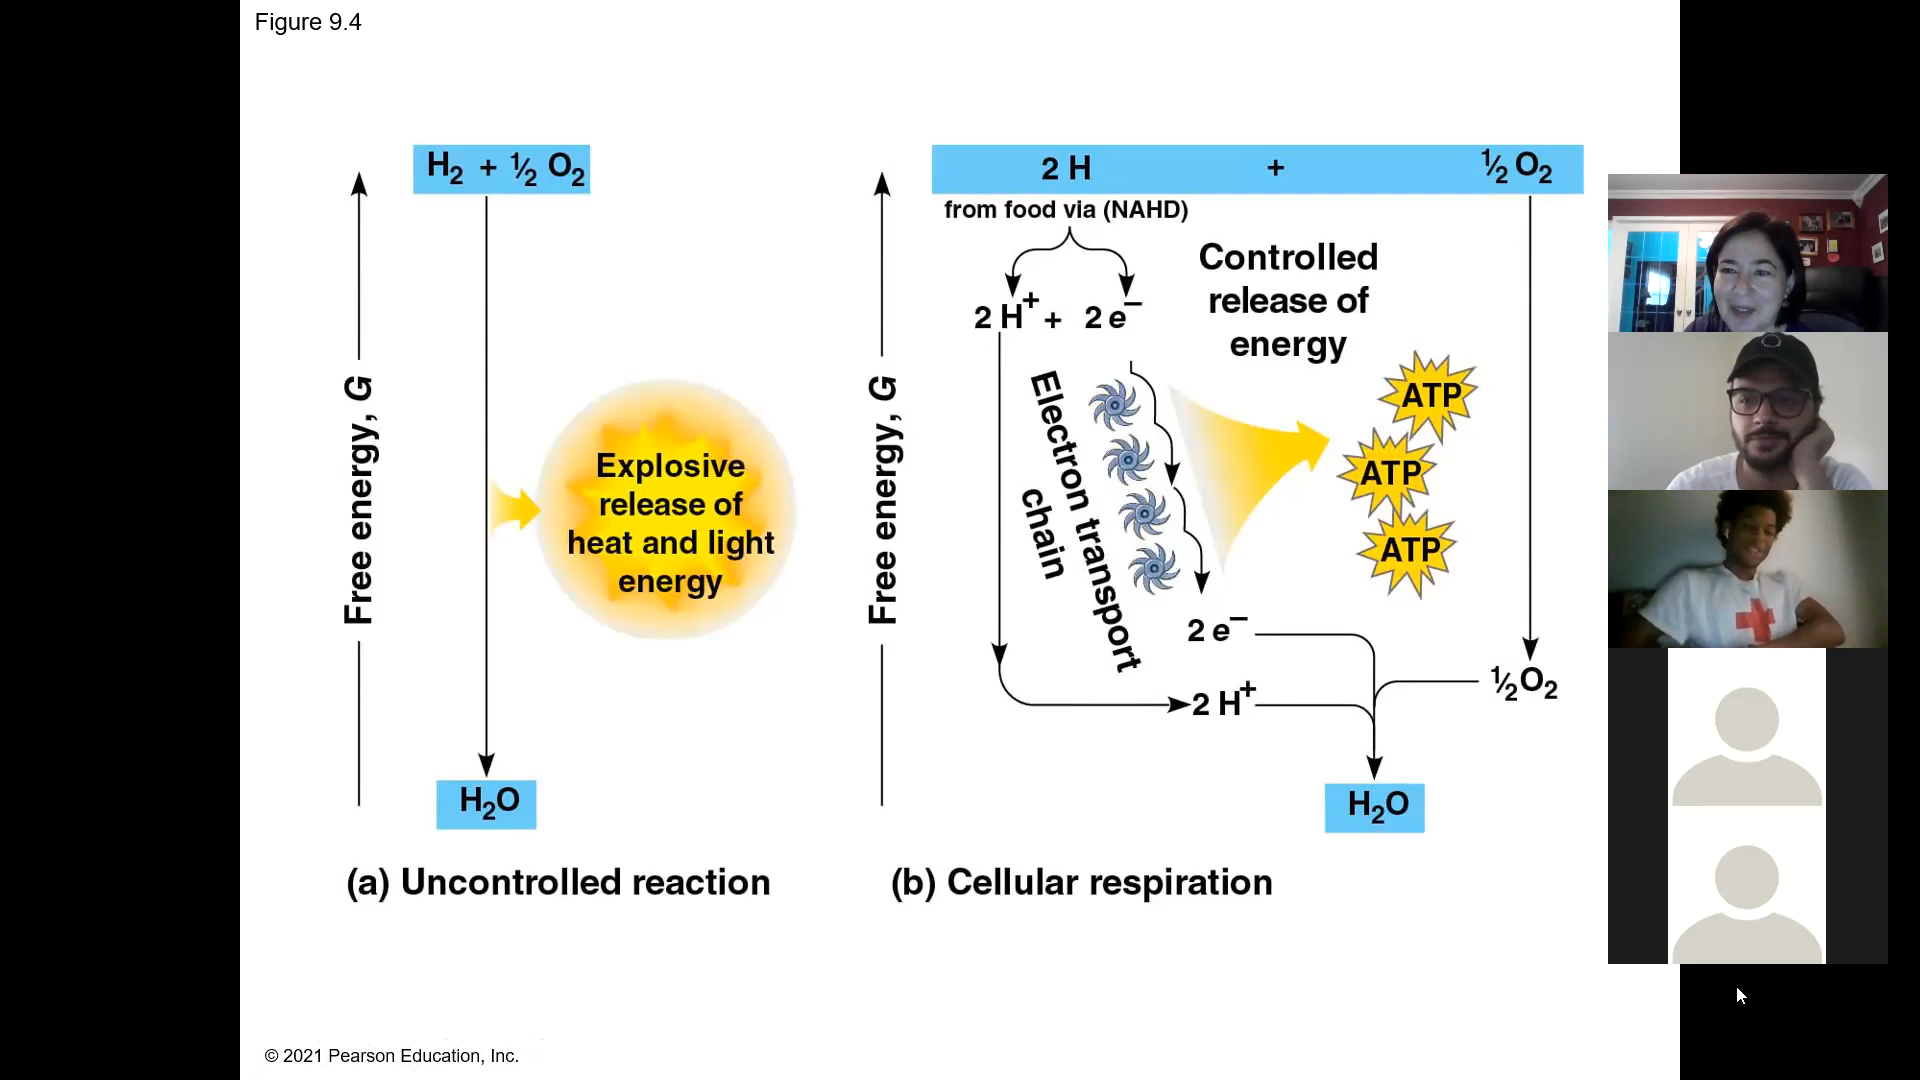 Figure 9.4
H₂ + ½ O₂
Free energy, G
Explosive
release of
heat and light
energy
H₂O
(a) Uncontrolled reaction
2 H + ½ O₂
from food via (NAHD)
2 H⁺ + 2 e⁻
Controlled
release of
energy
Free energy, G
Electron transport
chain
ATP
ATP
ATP
2 e⁻
2 H⁺
½O₂
H₂O
(b) Cellular respiration
© 2021 Pearson Education, Inc.